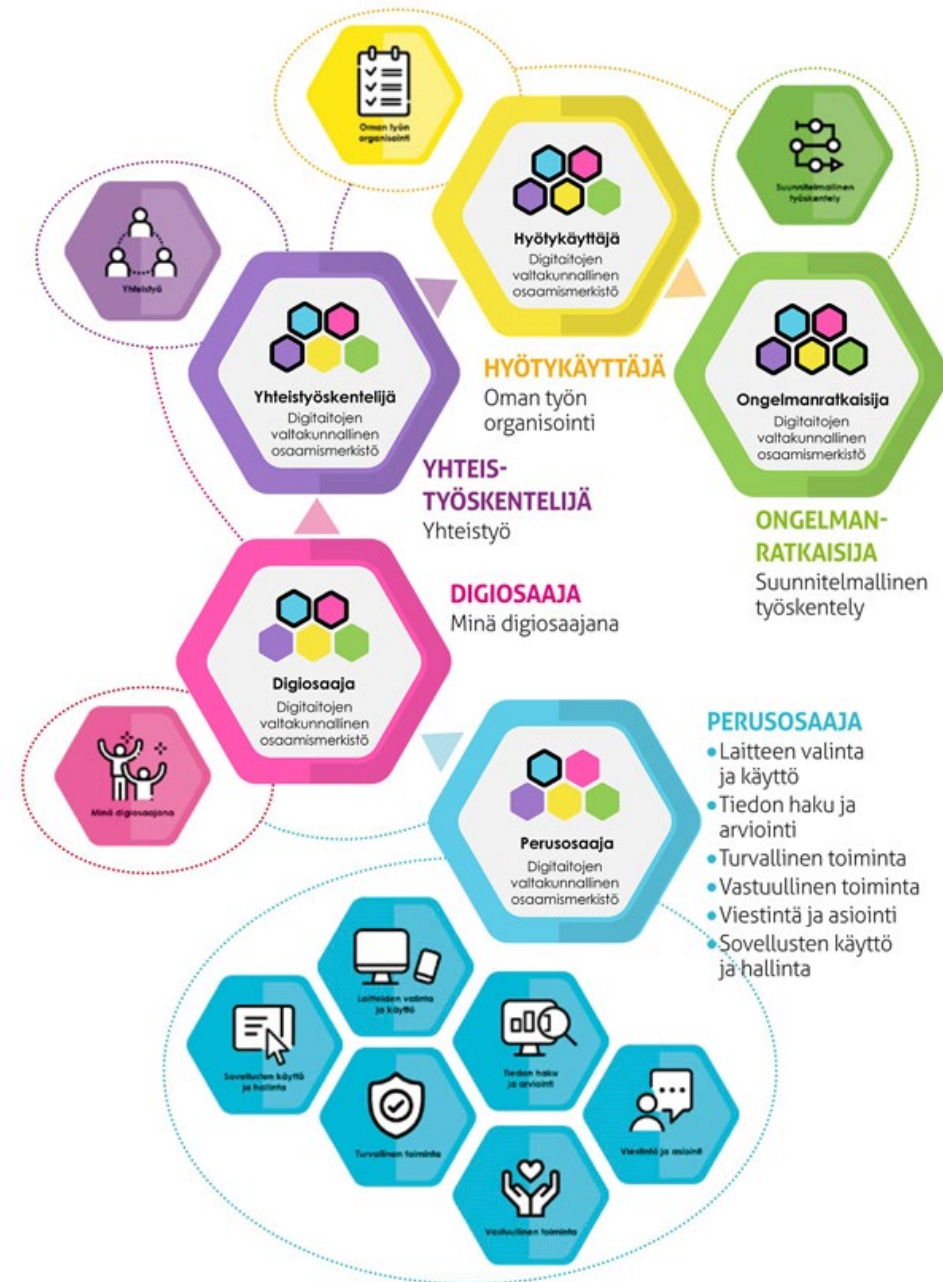 Oman työn
organisointi
Suunnitelmallinen
työskentely
Hyötykäyttäjä
Digitaitojen
valtakunnallinen
osaamismerkistö
Yhteistyö
Yhteistyöskentelijä
Digitaitojen
valtakunnallinen
osaamismerkistö
HYÖTYKÄYTTÄJÄ
Oman työn
organisointi
Ongelmanratkaisija
Digitaitojen
valtakunnallinen
osaamismerkistö
YHTEIS-
TYÖSKENTELIJÄ
Yhteistyö
ONGELMAN-
RATKAISIJA
Suunnitelmallinen
työskentely
DIGIOSAAJA
Minä digiosaajana
Digiosaaja
Digitaitojen
valtakunnallinen
osaamismerkistö
Minä digiosaajana
Perusosaaja
Digitaitojen
valtakunnallinen
osaamismerkistö
PERUSOSAAJA
• Laitteen valinta
ja käyttö
• Tiedon haku ja
arviointi
• Turvallinen toiminta
• Vastuullinen toiminta
• Viestintä ja asiointi
• Sovellusten käyttö
ja hallinta
Laitteiden valinta
ja käyttö
Sovellusten käyttö
ja hallinta
Tiedon haku
ja arviointi
Turvallinen toiminta
Viestintä ja asiointi
Vastuullinen toiminta